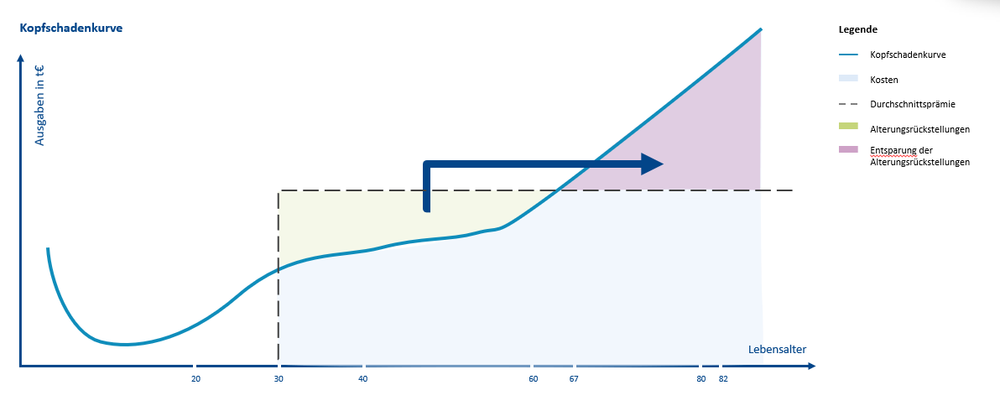 Kopfschadenkurve
Ausgaben in t€
Lebensalter
20
30
40
60
67
80
82
Legende
Kopfschadenkurve
Kosten
Durchschnittsprämie
Alterungsrückstellungen
Entsparung der
Alterungsrückstellungen